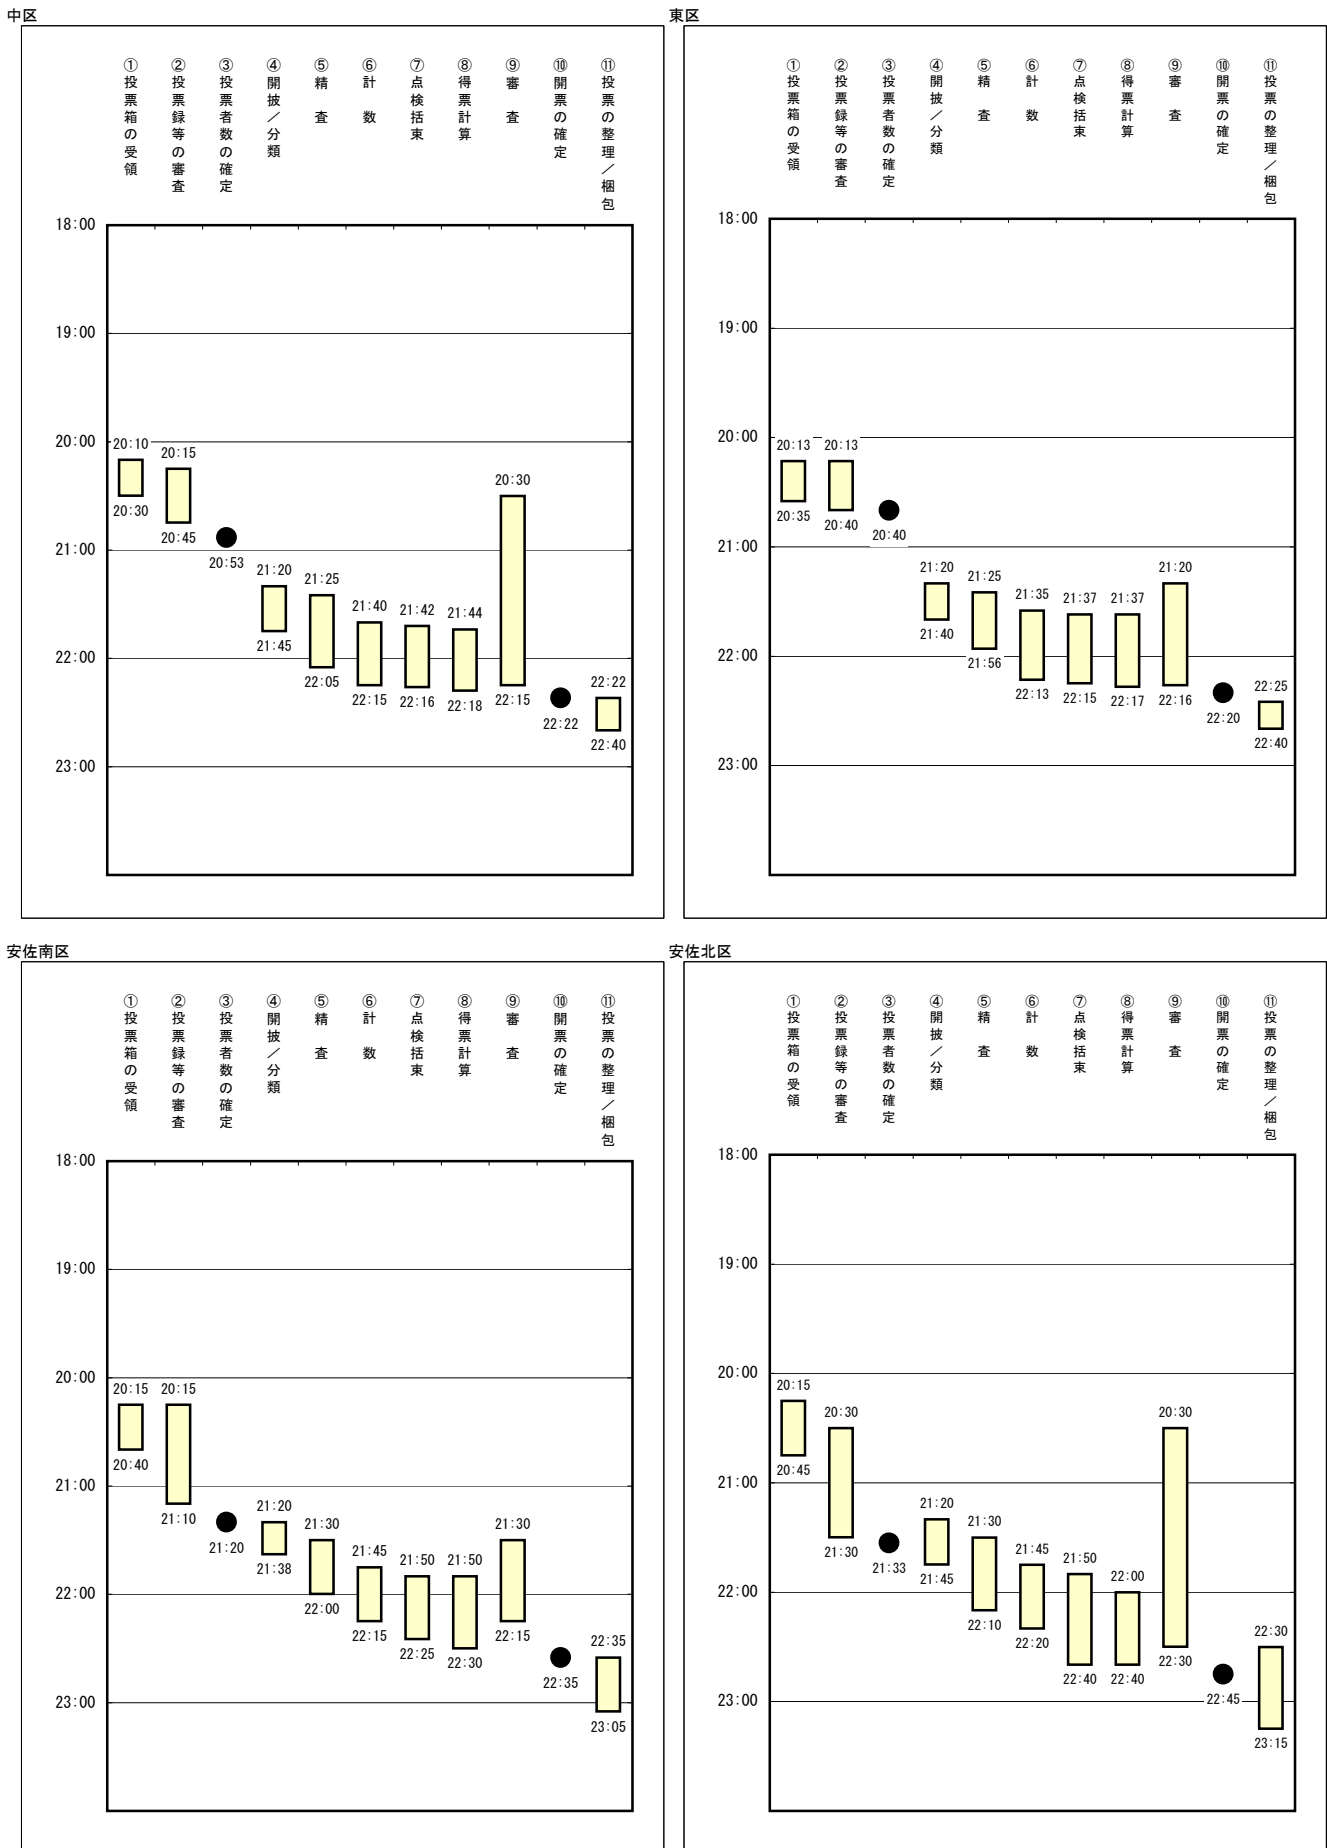 中区
①投票箱の受領
②投票録等の審査
③投票者数の確定
④開披／分類
⑤精査
⑥計数
⑦点検括束
⑧得票計算
⑨審査
⑩開票の確定
⑪投票の整理／梱包
18:00
19:00
20:00
21:00
22:00
23:00
20:10
20:30
20:15
20:45
20:53
21:20
21:45
21:25
22:05
21:40
22:15
21:42
22:16
21:44
22:18
20:30
22:15
22:22
22:22
22:40
東区
①投票箱の受領
②投票録等の審査
③投票者数の確定
④開披／分類
⑤精査
⑥計数
⑦点検括束
⑧得票計算
⑨審査
⑩開票の確定
⑪投票の整理／梱包
18:00
19:00
20:00
21:00
22:00
23:00
20:13
20:35
20:13
20:40
20:40
21:20
21:40
21:25
21:56
21:35
22:13
21:37
22:15
21:37
22:17
21:20
22:16
22:20
22:25
22:40
安佐南区
①投票箱の受領
②投票録等の審査
③投票者数の確定
④開披／分類
⑤精査
⑥計数
⑦点検括束
⑧得票計算
⑨審査
⑩開票の確定
⑪投票の整理／梱包
18:00
19:00
20:00
21:00
22:00
23:00
20:15
20:40
20:15
21:10
21:20
21:20
21:38
21:30
22:00
21:45
22:15
21:50
22:25
21:50
22:30
21:30
22:15
22:35
22:35
23:05
安佐北区
①投票箱の受領
②投票録等の審査
③投票者数の確定
④開披／分類
⑤精査
⑥計数
⑦点検括束
⑧得票計算
⑨審査
⑩開票の確定
⑪投票の整理／梱包
18:00
19:00
20:00
21:00
22:00
23:00
20:15
20:45
20:30
21:30
21:33
21:20
21:45
21:30
22:10
21:45
22:20
21:50
22:40
22:00
22:40
20:30
22:30
22:45
22:30
23:15